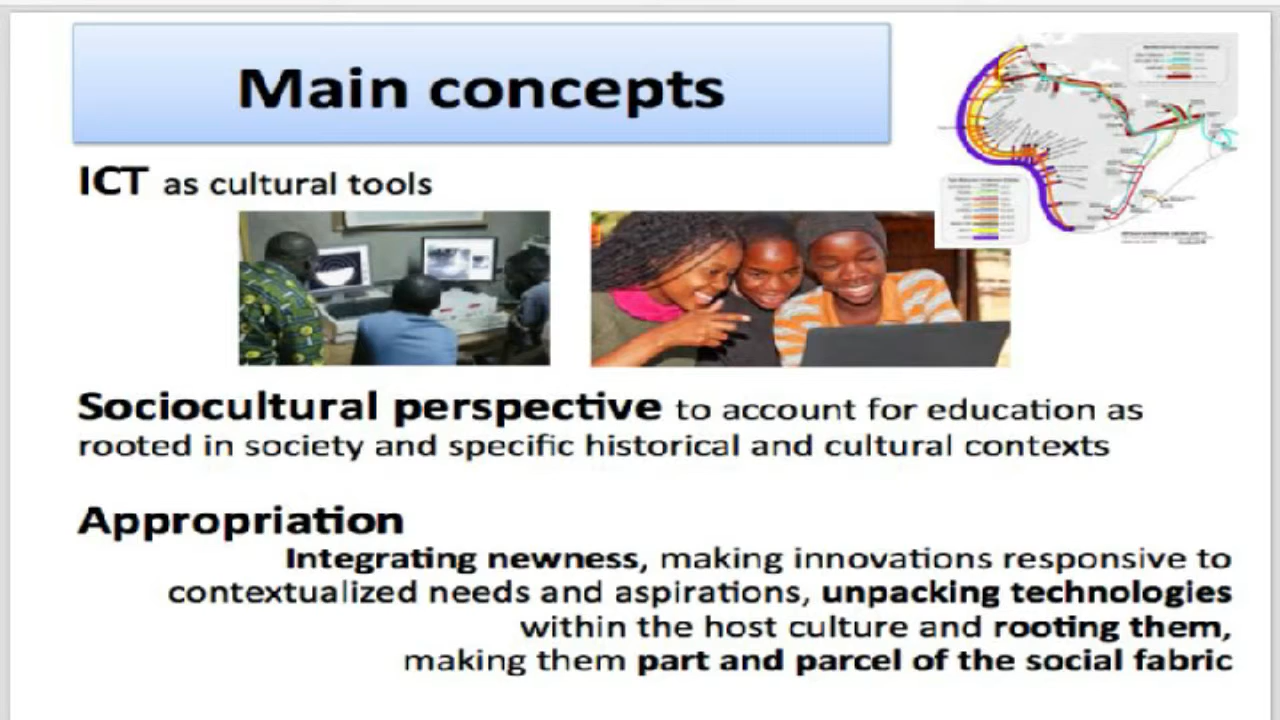 Main concepts
ICT as cultural tools
Sociocultural perspective to account for education as
rooted in society and specific historical and cultural contexts
Appropriation
Integrating newness, making innovations responsive to
contextualized needs and aspirations, unpacking technologies
within the host culture and rooting them,
making them part and parcel of the social fabric